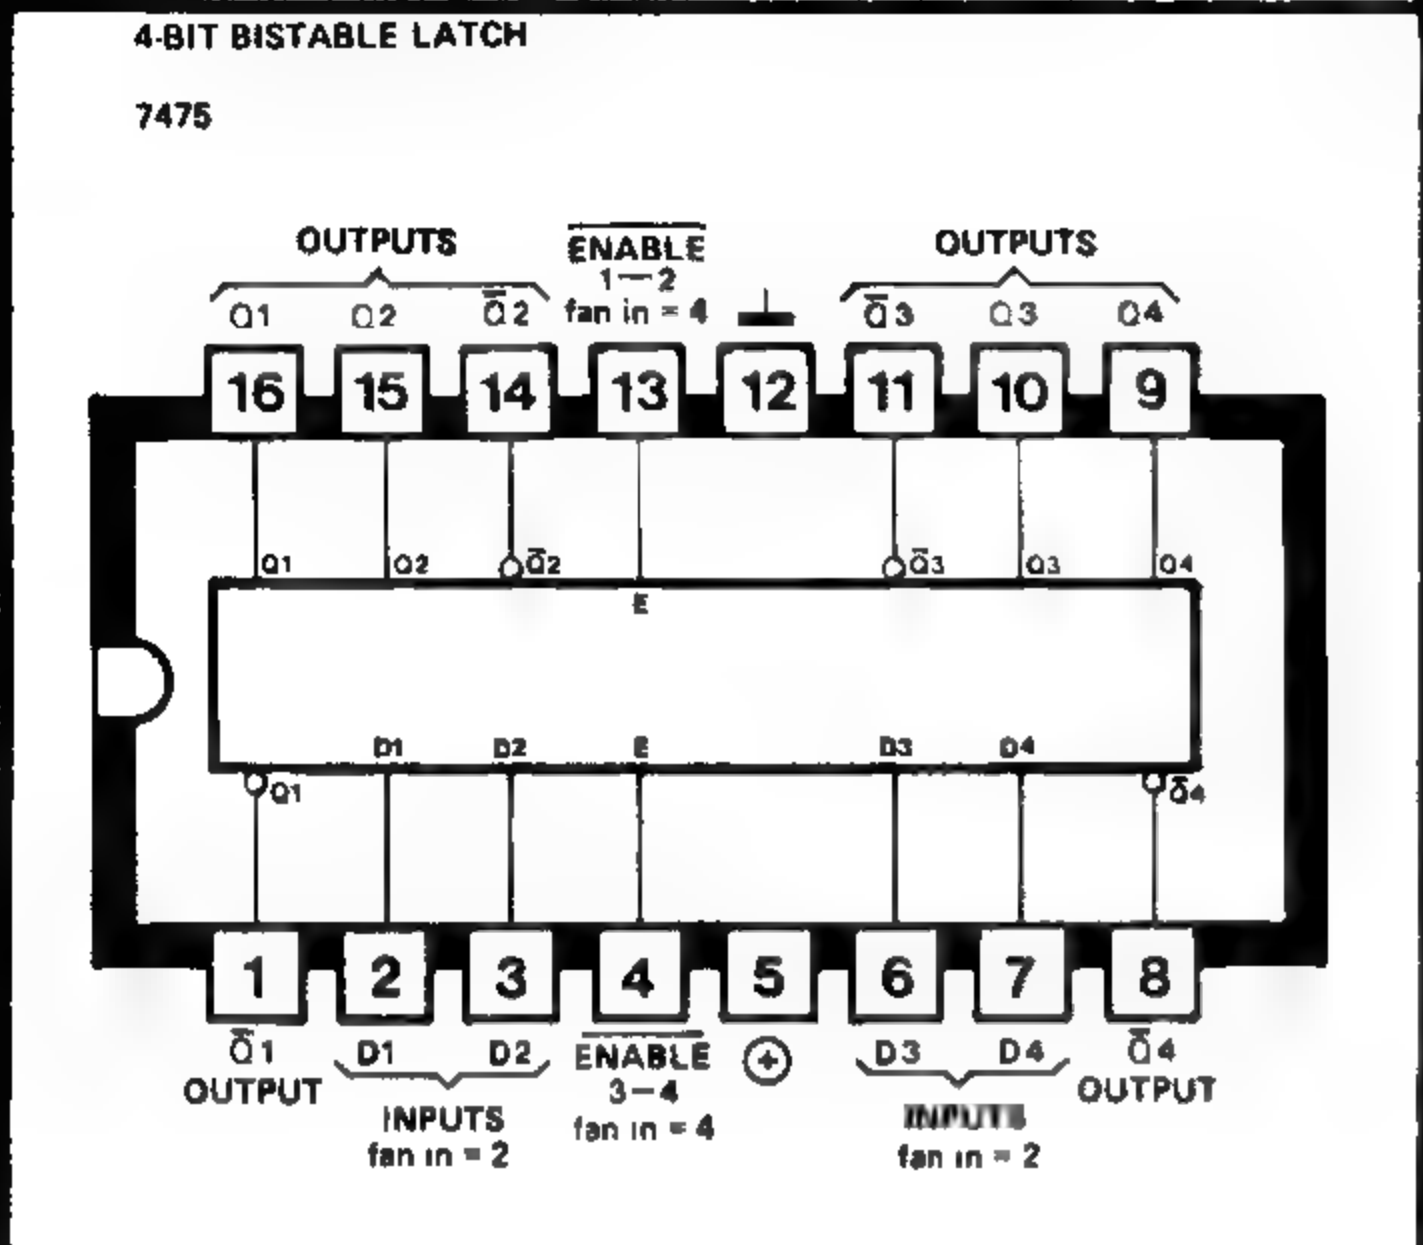 4-BIT BISTABLE LATCH
7475
OUTPUTS
E̅N̅A̅B̅L̅E̅
1—2
fan in = 4
OUTPUTS
Q1 Q2 Q̅2
Q̅3 Q3 Q4
16 15 14 13 12 11 10 9
Q1 Q2 Q̅2 Q̅3 Q3 Q4
E
D1 D2 E D3 D4
Q1 Q̅4
1 2 3 4 5 6 7 8
Q̅1
OUTPUT
D1 D2
INPUTS
fan in = 2
E̅N̅A̅B̅L̅E̅
3—4
fan in = 4
+
D3 D4
INPUTS
fan in = 2
Q̅4
OUTPUT